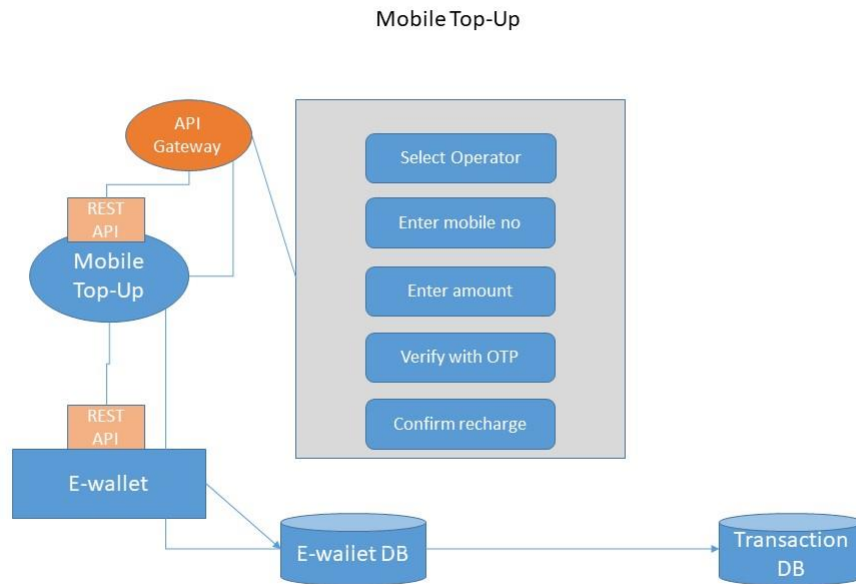 Mobile Top-Up
API
Gateway
Select Operator
REST
API
Enter mobile no
Mobile
Top-Up
Enter amount
Verify with OTP
REST
API
Confirm recharge
E-wallet
E-wallet DB
Transaction
DB